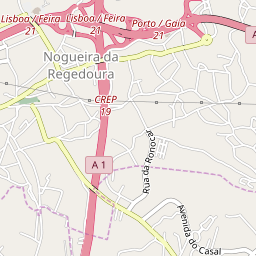 Lisboa / Feira
21
Lisboa / Feira
21
Porto / Gaia
21
A
Nogueira da
Regedoura
CREP
19
A 1
Rua da Ronoca
Avenida do Casal